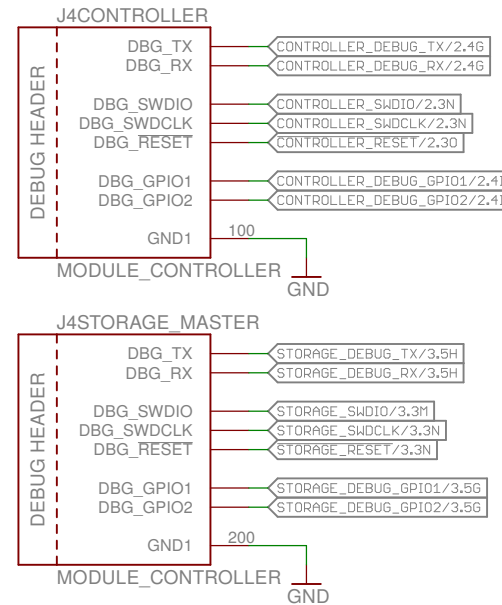 J4CONTROLLER
DEBUG HEADER
DBG_TX CONTROLLER_DEBUG_TX/2.4G
DBG_RX CONTROLLER_DEBUG_RX/2.4G
DBG_SWDIO CONTROLLER_SWDIO/2.3N
DBG_SWDCLK CONTROLLER_SWDCLK/2.3N
DBG_RESET CONTROLLER_RESET/2.3O
DBG_GPIO1 CONTROLLER_DEBUG_GPIO1/2.4
DBG_GPIO2 CONTROLLER_DEBUG_GPIO2/2.4
GND1 100
MODULE_CONTROLLER
GND
J4STORAGE_MASTER
DEBUG HEADER
DBG_TX STORAGE_DEBUG_TX/3.5H
DBG_RX STORAGE_DEBUG_RX/3.5H
DBG_SWDIO STORAGE_SWDIO/3.3M
DBG_SWDCLK STORAGE_SWDCLK/3.3N
DBG_RESET STORAGE_RESET/3.3N
DBG_GPIO1 STORAGE_DEBUG_GPIO1/3.5G
DBG_GPIO2 STORAGE_DEBUG_GPIO2/3.5G
GND1 200
MODULE_CONTROLLER
GND